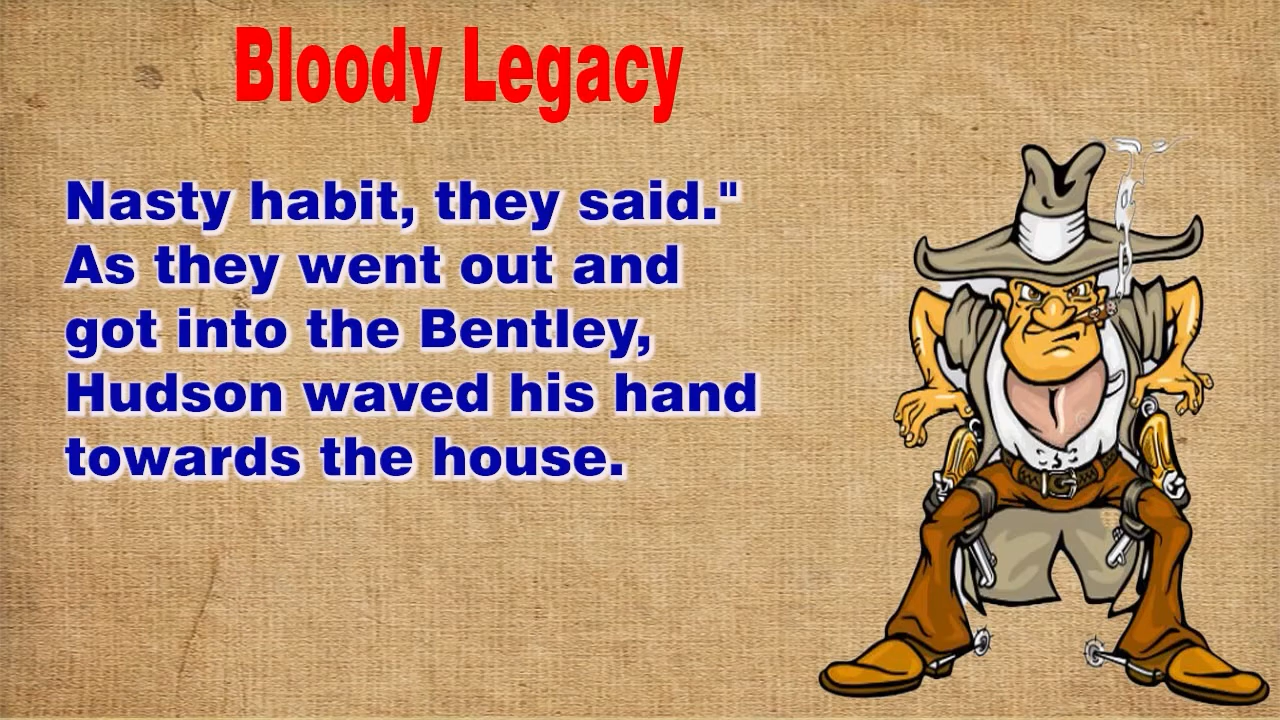 Bloody Legacy
Nasty habit, they said."
As they went out and
got into the Bentley,
Hudson waved his hand
towards the house.